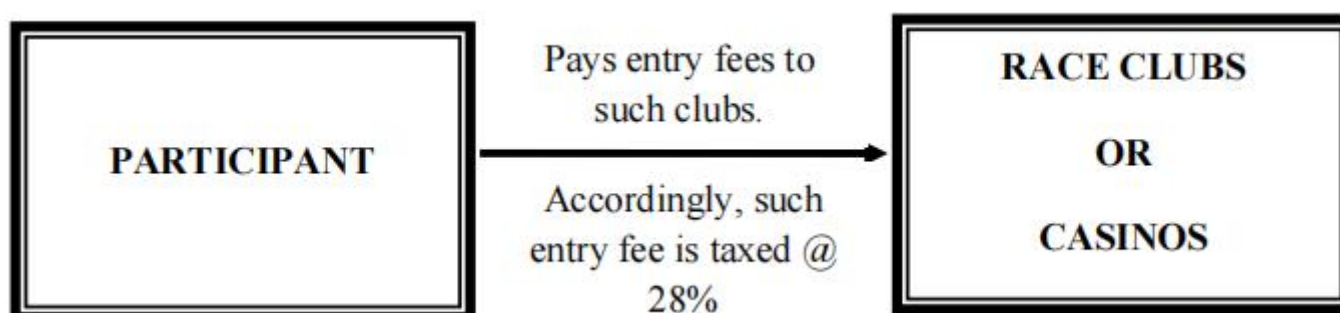 PARTICIPANT
Pays entry fees to
such clubs.
Accordingly, such
entry fee is taxed @
28%
RACE CLUBS
OR
CASINOS